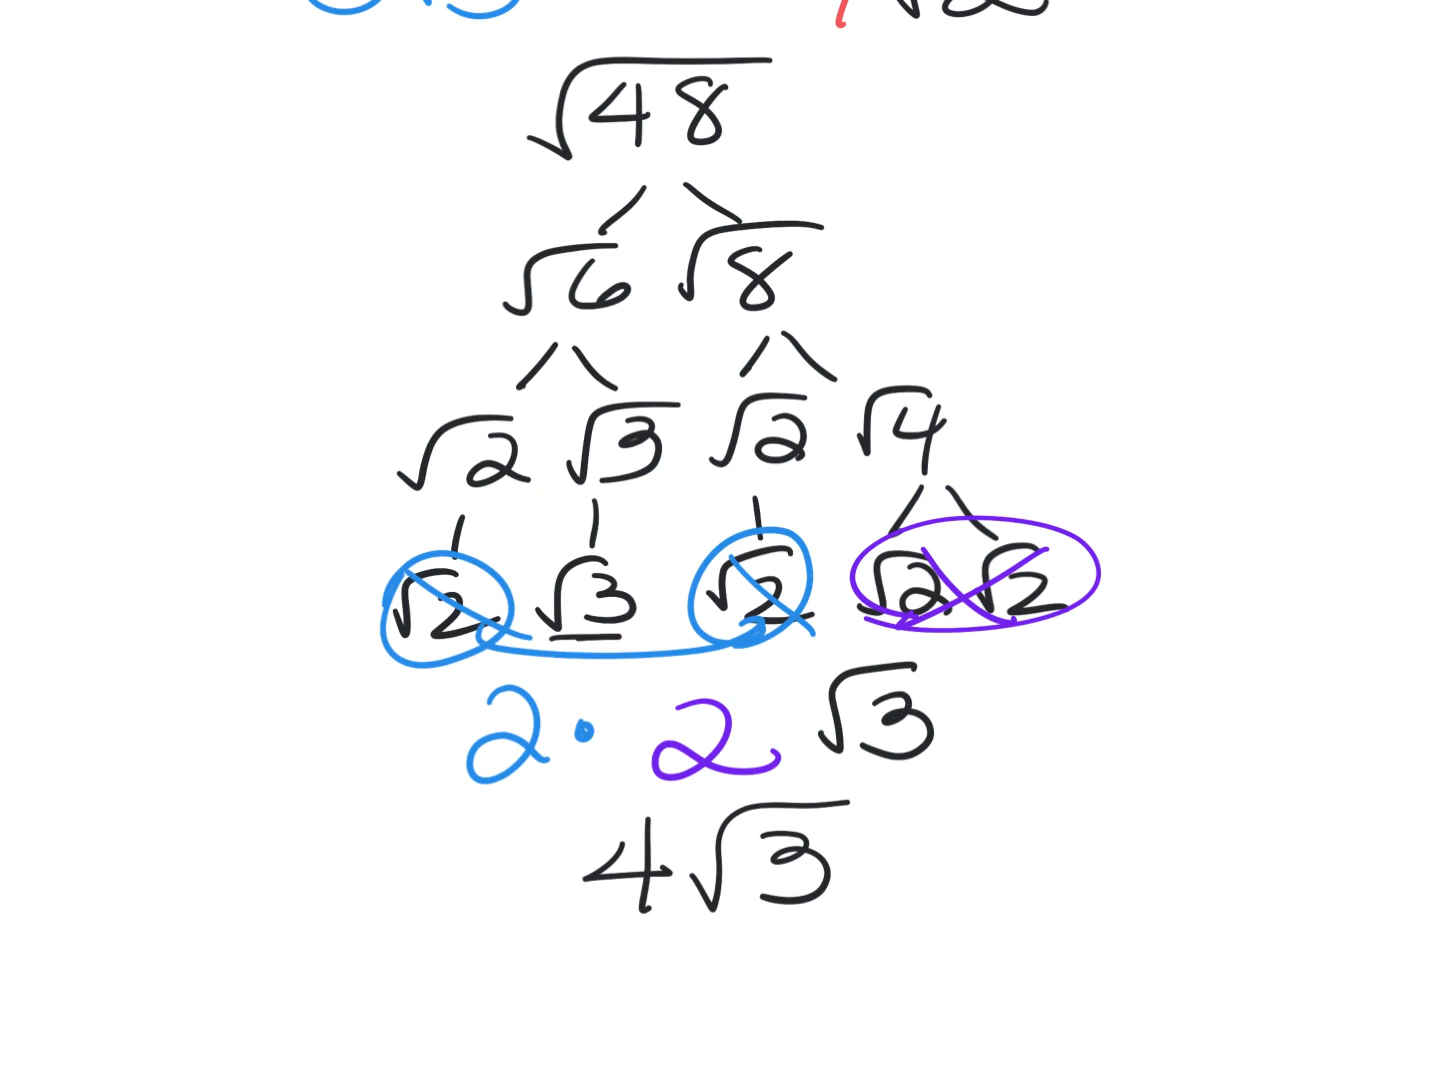 √48
√6 √8
√2 √3 √2 √4
√2 √3 √2 √2 √2
2 · 2 √3
4√3